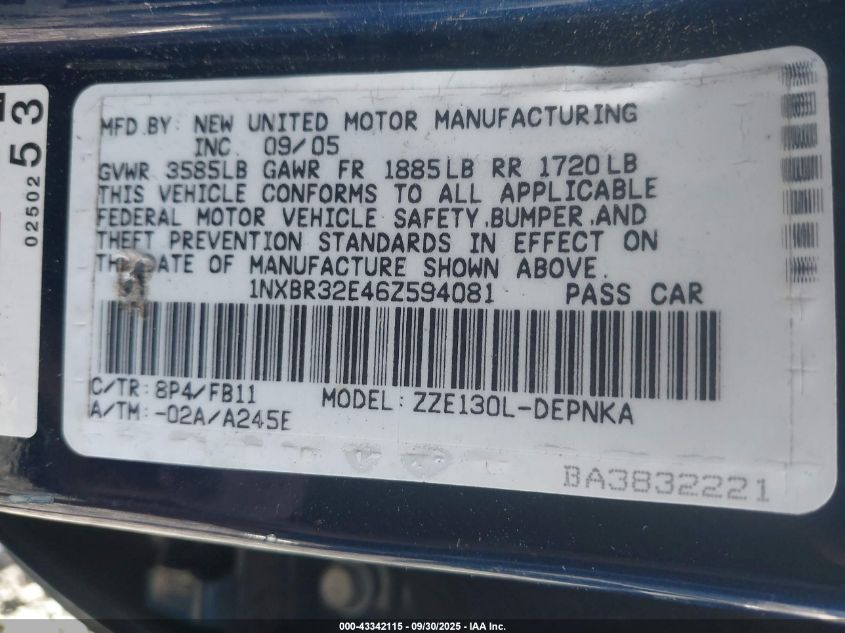 02502 53
MFD.BY: NEW UNITED MOTOR MANUFACTURING
INC. 09/05
GVWR 3585LB GAWR FR 1885LB RR 1720LB
THIS VEHICLE CONFORMS TO ALL APPLICABLE
FEDERAL MOTOR VEHICLE SAFETY,BUMPER,AND
THEFT PREVENTION STANDARDS IN EFFECT ON
THE DATE OF MANUFACTURE SHOWN ABOVE.
1NXBR32E46Z594081 PASS CAR
C/TR: 8P4/FB11
MODEL: ZZE130L-DEPNKA
A/TM: -02A/A245E
BA3832221
000-43342115 - 09/30/2025 - IAA Inc.